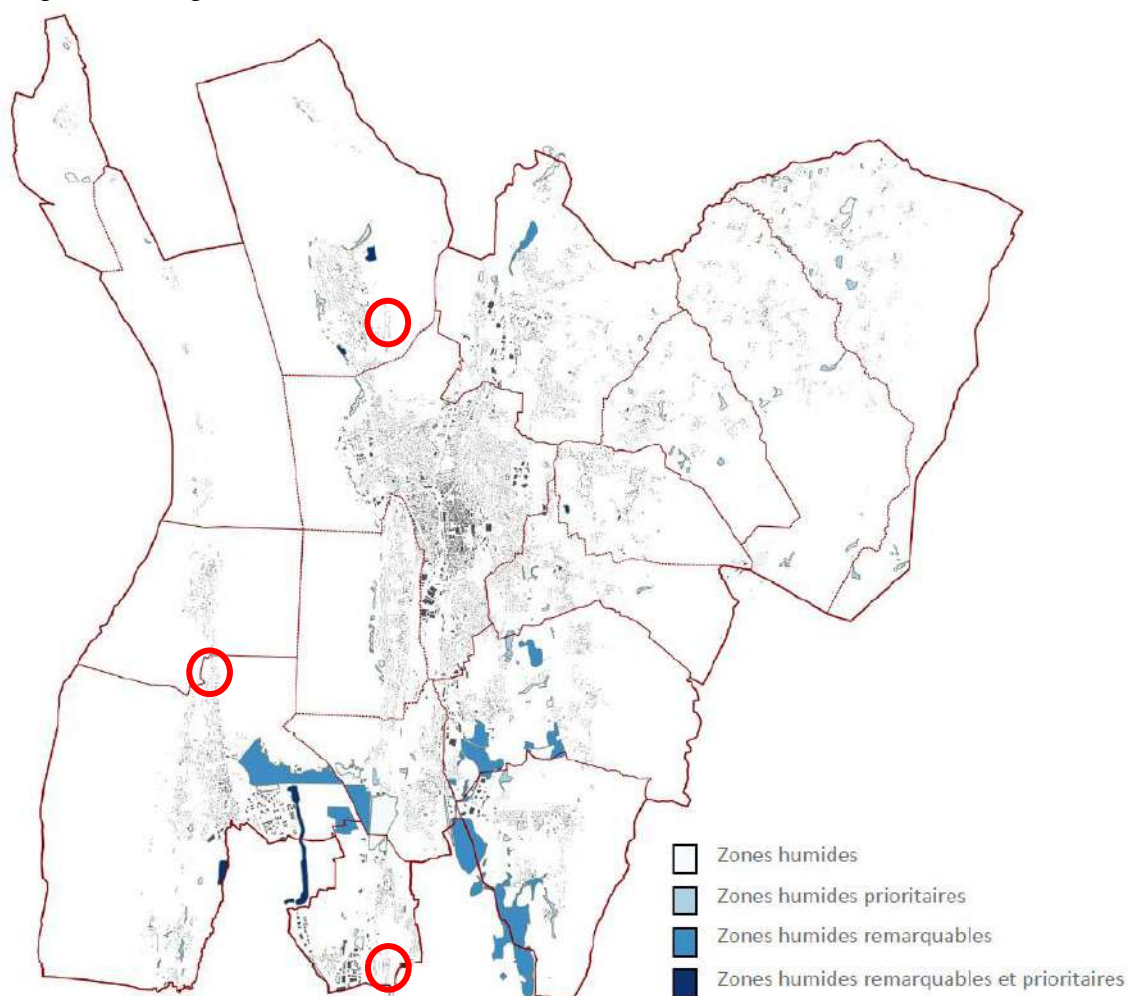 Zones humides
Zones humides prioritaires
Zones humides remarquables
Zones humides remarquables et prioritaires